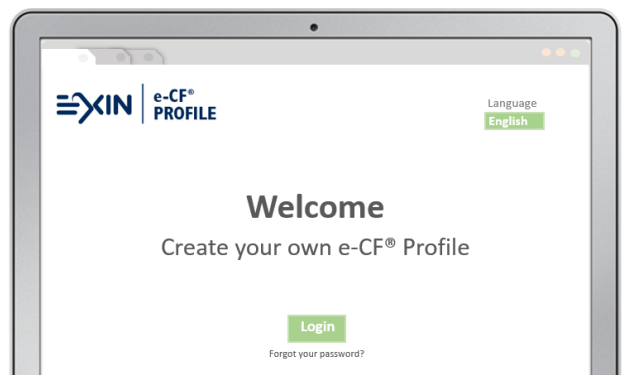 EXIN
e-CF®
PROFILE
Language
English
Welcome
Create your own e-CF® Profile
Login
Forgot your password?